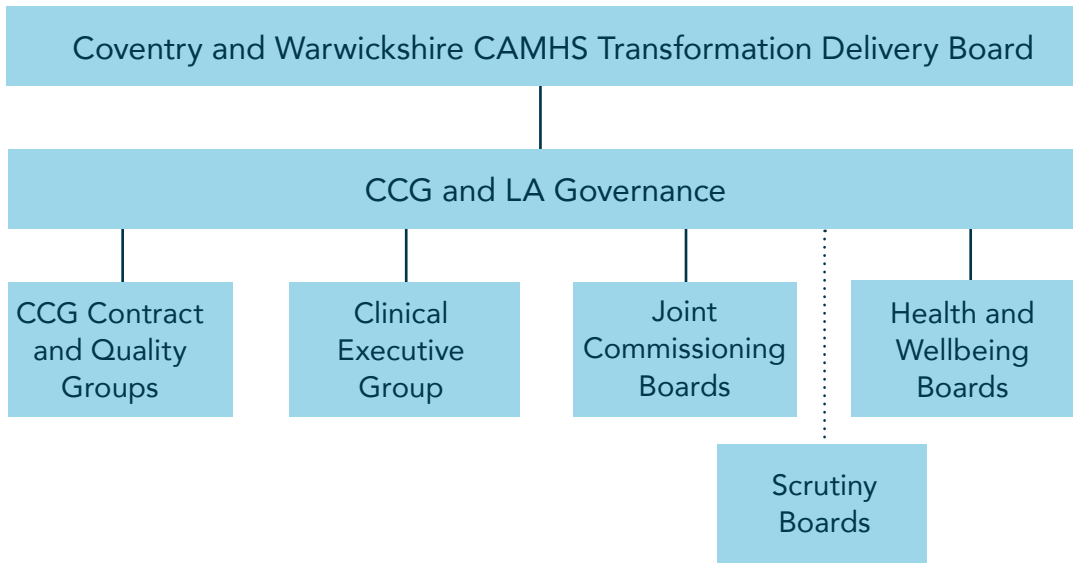 Coventry and Warwickshire CAMHS Transformation Delivery Board
CCG and LA Governance
CCG Contract
and Quality
Groups
Clinical
Executive
Group
Joint
Commissioning
Boards
Health and
Wellbeing
Boards
Scrutiny
Boards